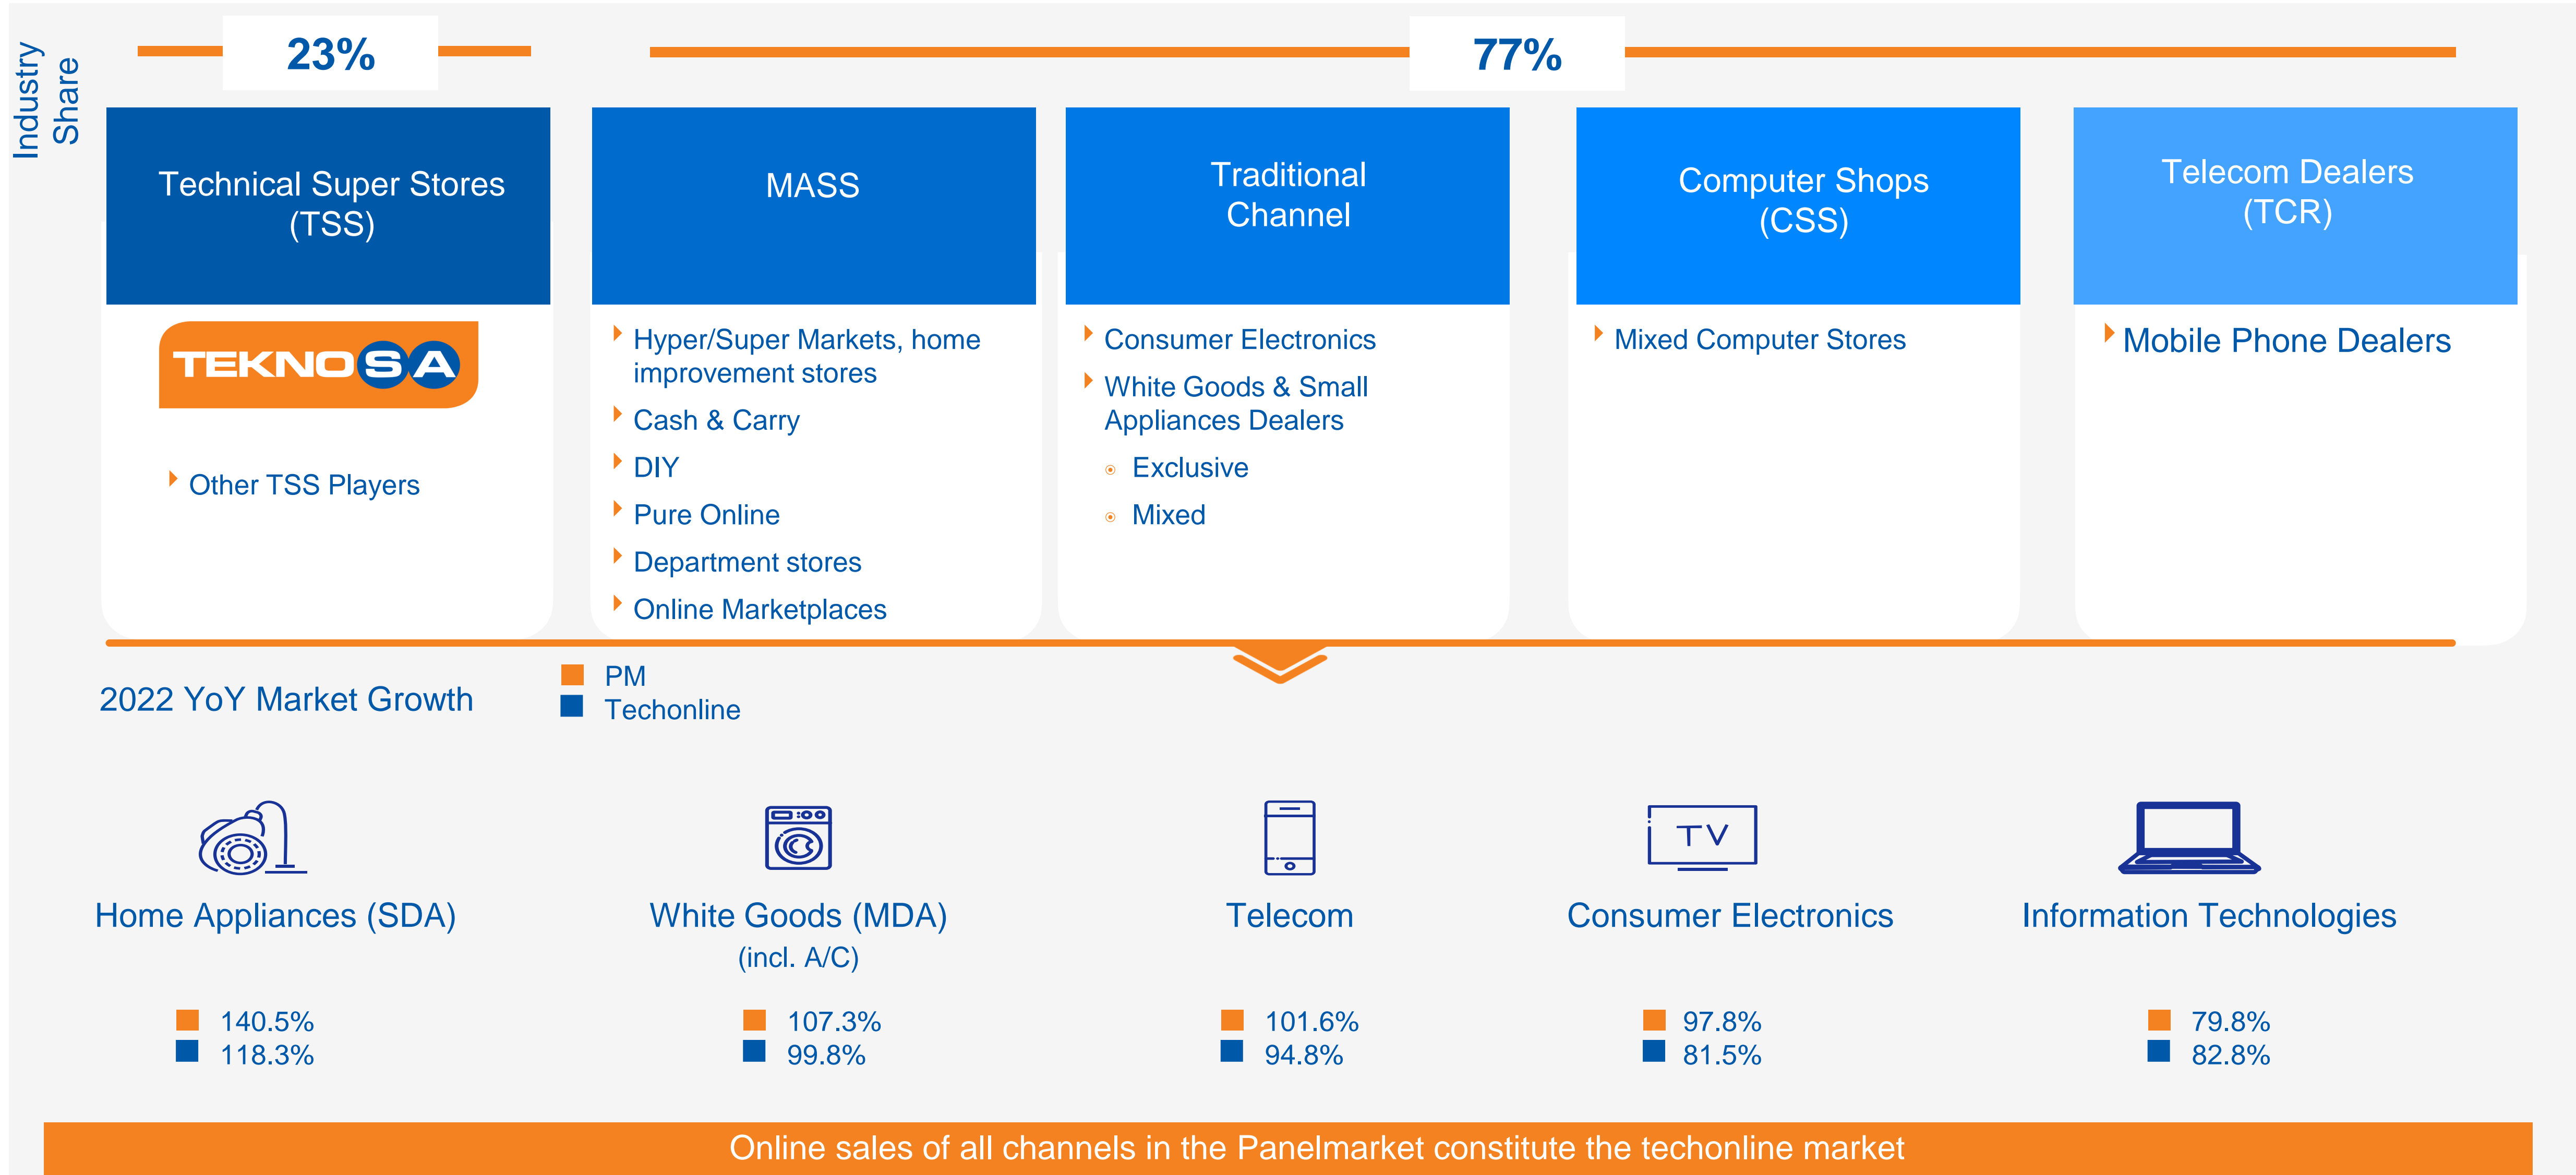 Industry
Share
23%
77%
Technical Super Stores
(TSS)
MASS
Traditional
Channel
Computer Shops
(CSS)
Telecom Dealers
(TCR)
TEKNOSA
Other TSS Players
Hyper/Super Markets, home
improvement stores
Cash & Carry
DIY
Pure Online
Department stores
Online Marketplaces
Consumer Electronics
White Goods & Small
Appliances Dealers
Exclusive
Mixed
Mixed Computer Stores
Mobile Phone Dealers
2022 YoY Market Growth
PM
Techonline
Home Appliances (SDA)
140.5%
118.3%
White Goods (MDA)
(incl. A/C)
107.3%
99.8%
Telecom
101.6%
94.8%
TV
Consumer Electronics
97.8%
81.5%
Information Technologies
79.8%
82.8%
Online sales of all channels in the Panelmarket constitute the techonline market